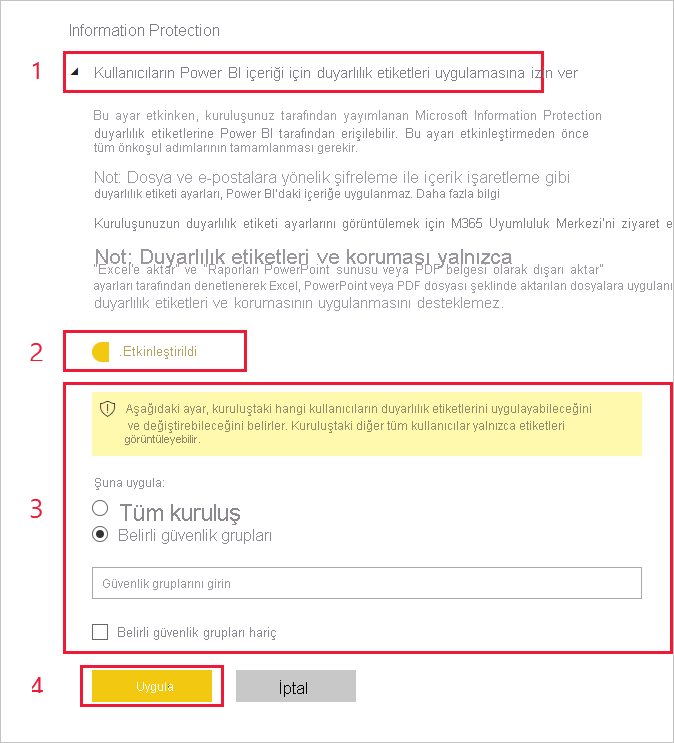 Information Protection
1 Kullanıcıların Power BI içeriği için duyarlılık etiketleri uygulamasına izin ver
Bu ayar etkinken, kuruluşunuz tarafından yayımlanan Microsoft Information Protection
duyarlılık etiketlerine Power BI tarafından erişilebilir. Bu ayarı etkinleştirmeden önce
tüm önkoşul adımlarının tamamlanması gerekir.
Not: Dosya ve e-postalara yönelik şifreleme ile içerik işaretleme gibi
duyarlılık etiketi ayarları, Power BI'daki içeriğe uygulanmaz. Daha fazla bilgi
Kuruluşunuzun duyarlılık etiketi ayarlarını görüntülemek için M365 Uyumluluk Merkezi'ni ziyaret e
Not: Duyarlılık etiketleri ve koruması yalnızca
"Excel'e aktar" ve "Raporları PowerPoint sunusu veya PDF belgesi olarak dışarı aktar"
ayarları tarafından denetlenerek Excel, PowerPoint veya PDF dosyası şeklinde aktarılan dosyalara uygulanı
duyarlılık etiketleri ve korumasının uygulanmasını desteklemez.
2 .Etkinleştirildi
Aşağıdaki ayar, kuruluştaki hangi kullanıcıların duyarlılık etiketlerini uygulayabileceğini
ve değiştirebileceğini belirler. Kuruluştaki diğer tüm kullanıcılar yalnızca etiketleri
görüntüleyebilir.
Şuna uygula:
3 Tüm kuruluş
Belirli güvenlik grupları
Güvenlik gruplarını girin
Belirli güvenlik grupları hariç
4 Uygula İptal